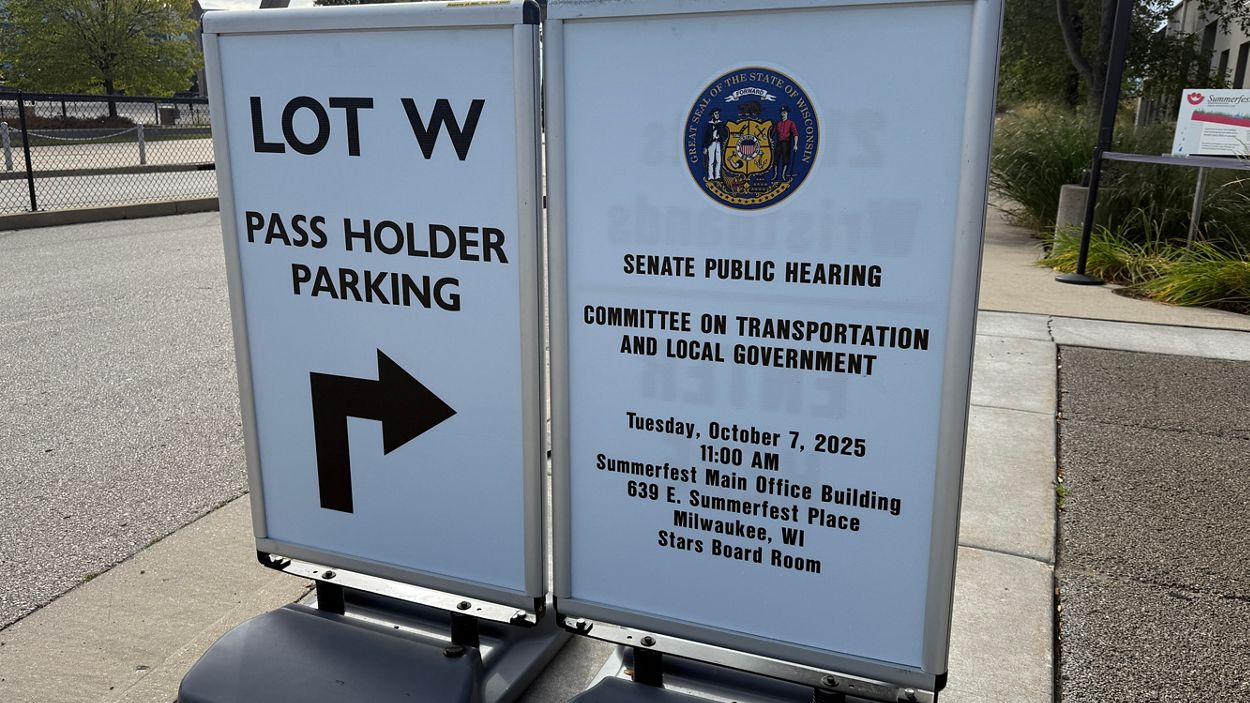 LOT W
PASS HOLDER
PARKING
GREAT SEAL OF THE STATE OF WISCONSIN
FORWARD
SENATE PUBLIC HEARING
COMMITTEE ON TRANSPORTATION
AND LOCAL GOVERNMENT
Tuesday, October 7, 2025
11:00 AM
Summerfest Main Office Building
639 E. Summerfest Place
Milwaukee, WI
Stars Board Room
Summerfest